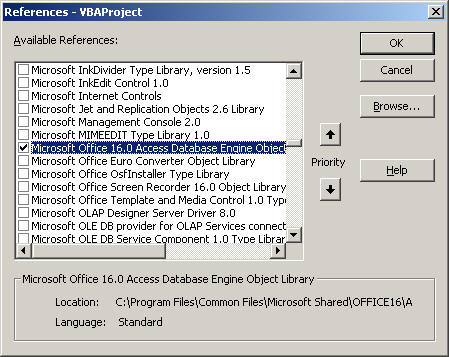 References - VBAProject
Available References:
Microsoft InkDivider Type Library, version 1.5
Microsoft InkEdit Control 1.0
Microsoft Internet Controls
Microsoft Jet and Replication Objects 2.6 Library
Microsoft Management Console 2.0
Microsoft MIMEEDIT Type Library 1.0
Microsoft Office 16.0 Access Database Engine Object
Microsoft Office Euro Converter Object Library
Microsoft Office OsfInstaller Type Library
Microsoft Office Screen Recorder 16.0 Object Library
Microsoft Office Template and Media Control 1.0 Type
Microsoft OLAP Designer Server Driver 8.0
Microsoft OLE DB provider for OLAP Services connect
Microsoft OLE DB Service Component 1.0 Type Library
OK
Cancel
Browse...
Priority
Help
Microsoft Office 16.0 Access Database Engine Object Library
Location: C:\Program Files\Common Files\Microsoft Shared\OFFICE16\A
Language: Standard